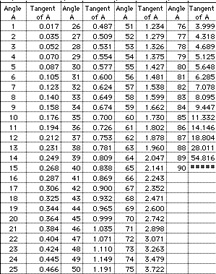 Angle Tangent Angle Tangent Angle Tangent Angle Tangent
A of A A of A A of A A of A
1 0.017 26 0.487 51 1.234 76 3.999
2 0.035 27 0.509 52 1.279 77 4.318
3 0.052 28 0.531 53 1.326 78 4.689
4 0.070 29 0.554 54 1.375 79 5.125
5 0.087 30 0.577 55 1.427 80 5.648
6 0.105 31 0.600 56 1.481 81 6.285
7 0.123 32 0.624 57 1.538 82 7.078
8 0.140 33 0.649 58 1.599 83 8.095
9 0.158 34 0.674 59 1.662 84 9.447
10 0.176 35 0.700 60 1.730 85 11.332
11 0.194 36 0.726 61 1.802 86 14.146
12 0.212 37 0.753 62 1.878 87 18.804
13 0.231 38 0.781 63 1.960 88 28.011
14 0.249 39 0.809 64 2.047 89 54.816
15 0.268 40 0.838 65 2.141 90 #####
16 0.287 41 0.869 66 2.243
17 0.306 42 0.900 67 2.352
18 0.325 43 0.932 68 2.471
19 0.344 44 0.965 69 2.600
20 0.364 45 0.999 70 2.742
21 0.384 46 1.035 71 2.898
22 0.404 47 1.071 72 3.071
23 0.424 48 1.110 73 3.263
24 0.445 49 1.149 74 3.479
25 0.466 50 1.191 75 3.722